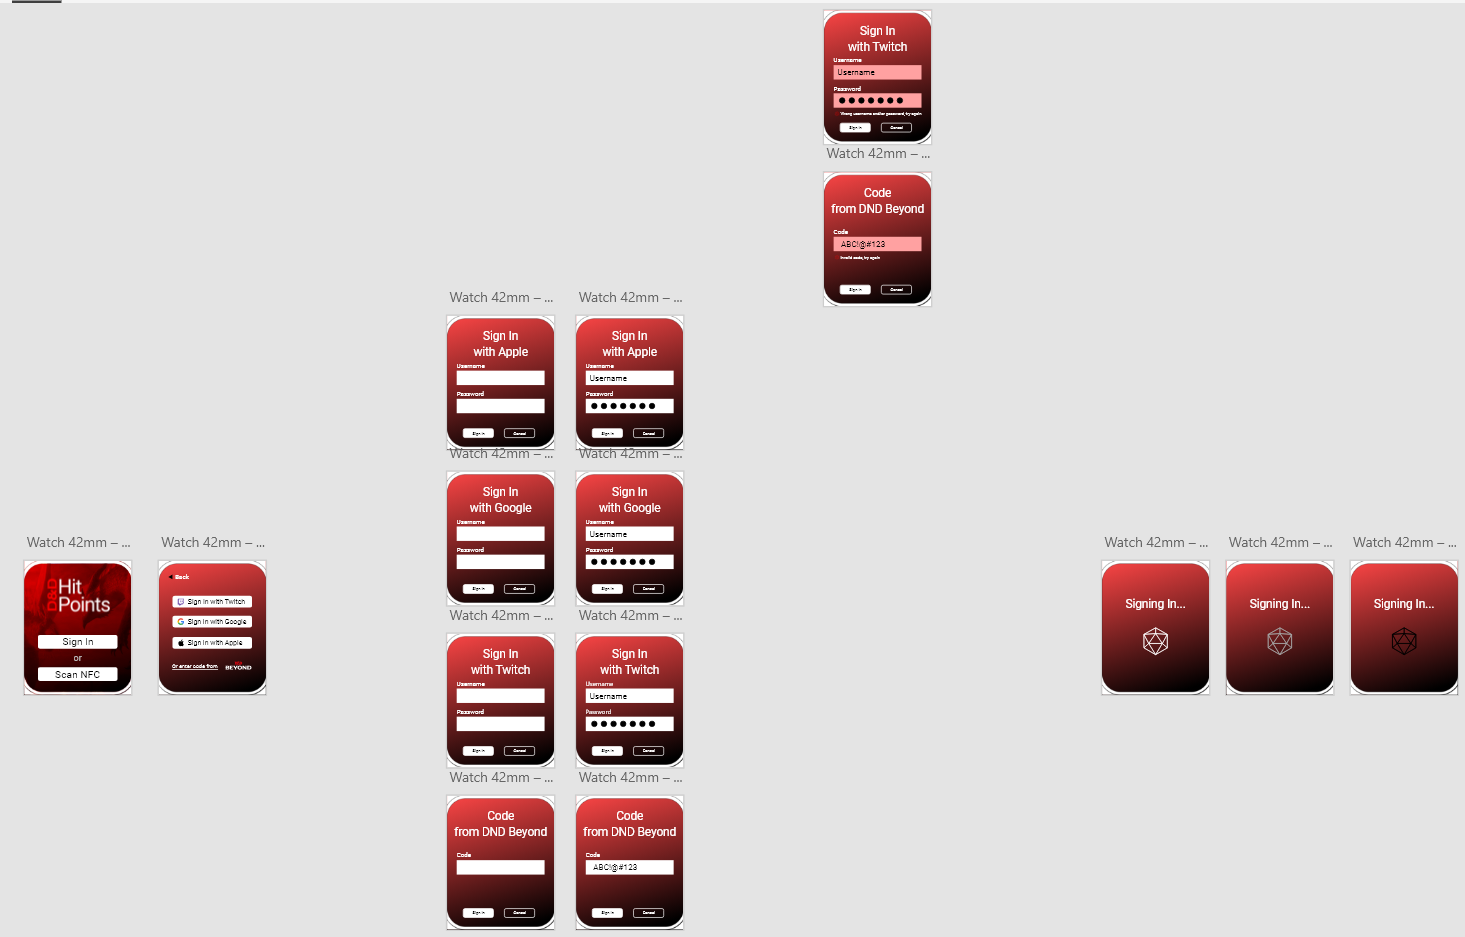 Sign In
with Twitch
Username
Username
Password
Wrong username and/or password, try again
Sign In
Cancel
Watch 42mm – ...
Code
from DND Beyond
Code
ABC!@#123
Invalid code, try again
Sign In
Cancel
Watch 42mm – ...
Watch 42mm – ...
Sign In
with Apple
Username
Password
Sign In
Cancel
Sign In
with Apple
Username
Username
Password
Sign In
Cancel
Watch 42mm – ...
Watch 42mm – ...
Sign In
with Google
Username
Password
Sign In
Cancel
Sign In
with Google
Username
Username
Password
Sign In
Cancel
Watch 42mm – ...
D&D
Hit
Points
Sign In
or
Scan NFC
Watch 42mm – ...
Back
Sign In with Twitch
Sign In with Google
Sign In with Apple
Or enter code from
BEYOND
Watch 42mm – ...
Watch 42mm – ...
Sign In
with Twitch
Username
Password
Sign In
Cancel
Sign In
with Twitch
Username
Username
Password
Sign In
Cancel
Watch 42mm – ...
Watch 42mm – ...
Code
from DND Beyond
Code
Sign In
Cancel
Code
from DND Beyond
Code
ABC!@#123
Sign In
Cancel
Watch 42mm – ...
Signing In...
Watch 42mm – ...
Signing In...
Watch 42mm – ...
Signing In...